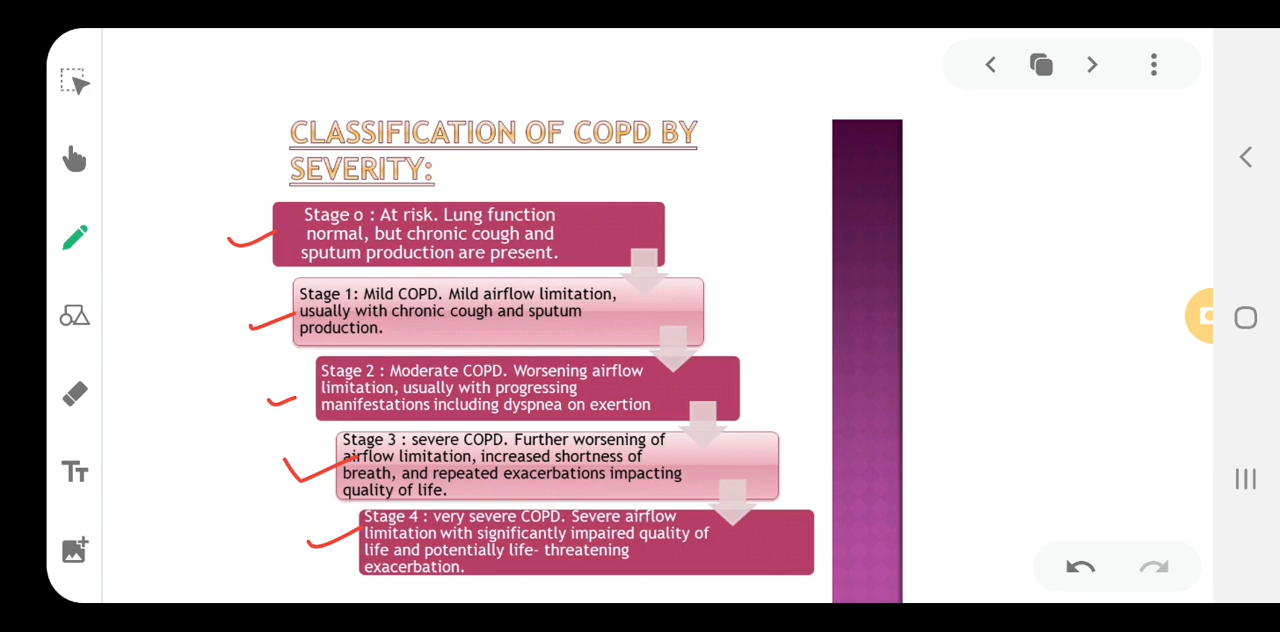 CLASSIFICATION OF COPD BY
SEVERITY:
Stage o : At risk. Lung function
normal, but chronic cough and
sputum production are present.
Stage 1: Mild COPD. Mild airflow limitation,
usually with chronic cough and sputum
production.
Stage 2 : Moderate COPD. Worsening airflow
limitation, usually with progressing
manifestations including dyspnea on exertion
Stage 3 : severe COPD. Further worsening of
airflow limitation, increased shortness of
breath, and repeated exacerbations impacting
quality of life.
Stage 4 : very severe COPD. Severe airflow
limitation with significantly impaired quality of
life and potentially life- threatening
exacerbation.
TT